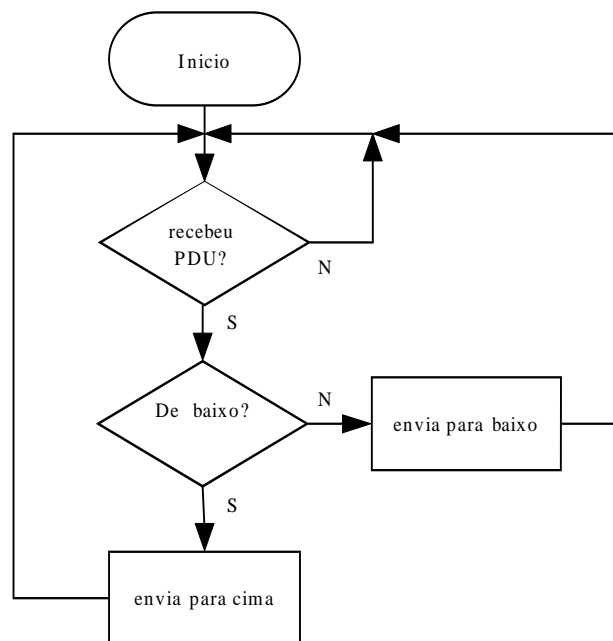 Inicio
recebeu
PDU?
N
S
De baixo?
N
envia para baixo
S
envia para cima